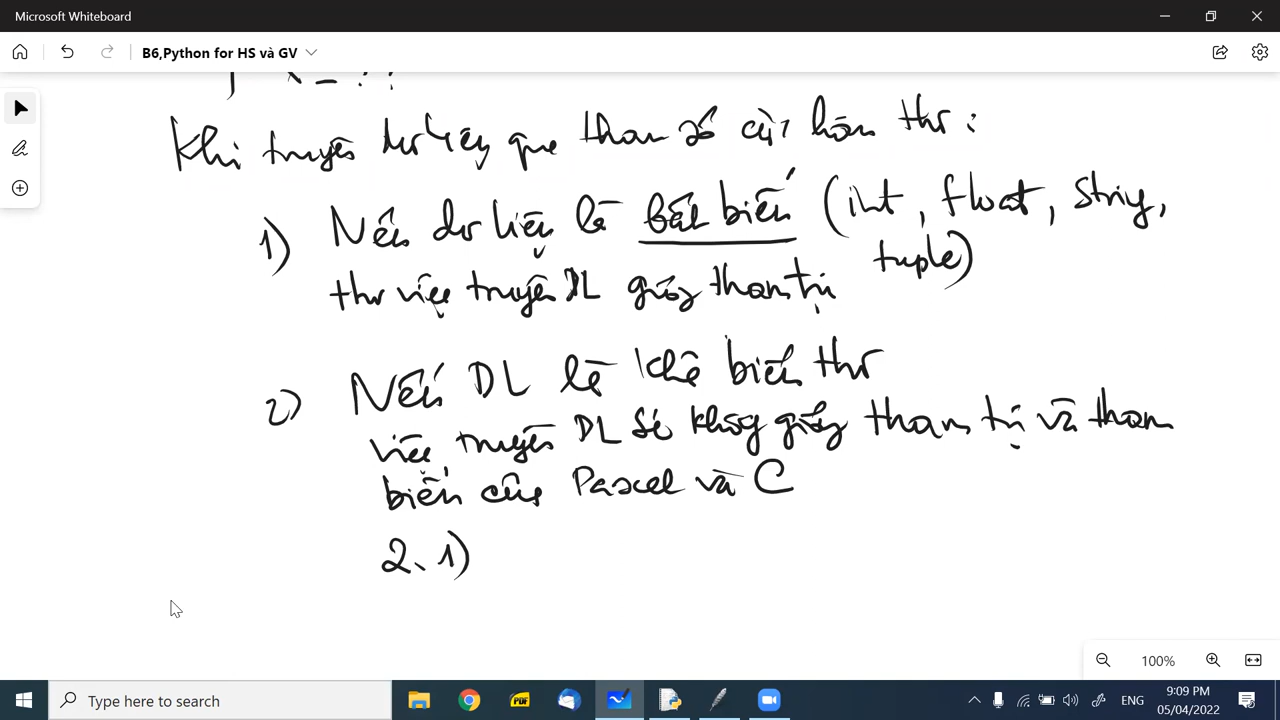 Microsoft Whiteboard
B6,Python for HS và GV
x = ??
Khi truyền dữ liệu qua tham số của hàm thì:
1) Nếu dữ liệu là bất biến (int, float, string,
tuple)
thì việc truyền DL giống tham trị
2) Nếu DL là khả biến thì
việc truyền DL sẽ không giống tham trị và tham
biến của Pascal và C
2.1)
100%
Type here to search
PDF
ENG
9:09 PM
05/04/2022